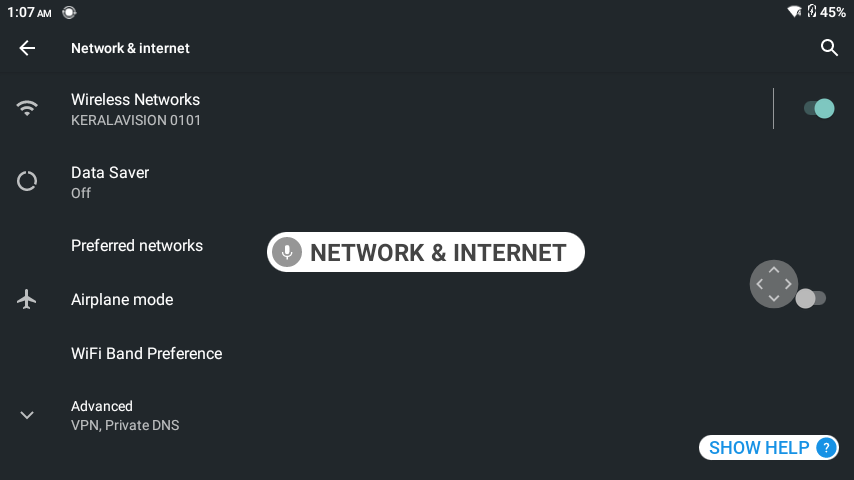 1:07 AM
45%
Network & internet
Wireless Networks
KERALAVISION 0101
Data Saver
Off
Preferred networks
NETWORK & INTERNET
Airplane mode
WiFi Band Preference
Advanced
VPN, Private DNS
SHOW HELP ?